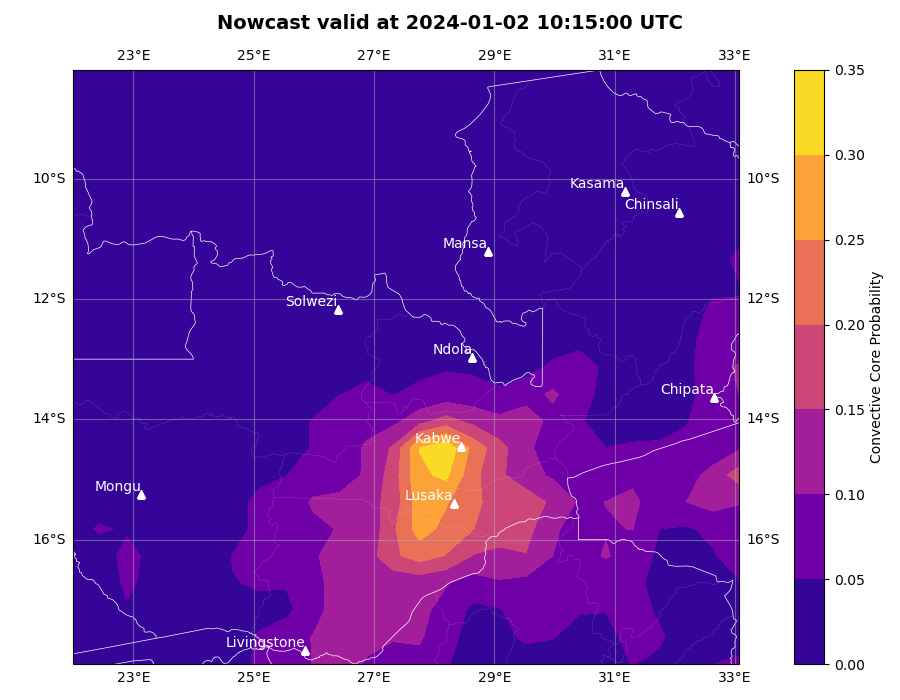 Nowcast valid at 2024-01-02 10:15:00 UTC
23°E 25°E 27°E 29°E 31°E 33°E
0.35
0.30
10°S Kasama 10°S
Chinsali
0.25
Mansa
12°S 12°S
Solwezi
0.20
Ndola
Chipata
0.15
14°S 14°S
Kabwe
Mongu
Lusaka
0.10
16°S 16°S
0.05
Livingstone
0.00
23°E 25°E 27°E 29°E 31°E 33°E
Convective Core Probability